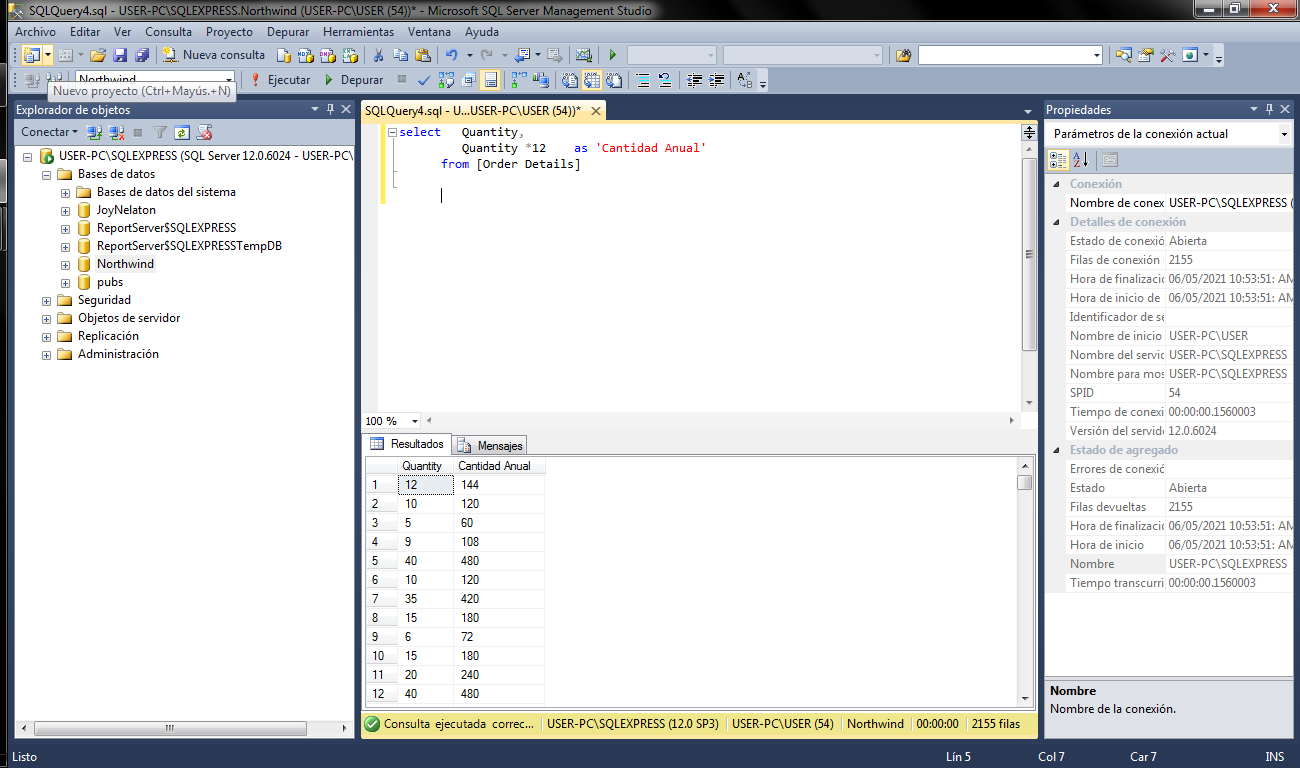 SQLQuery4.sql - USER-PC\SQLEXPRESS.Northwind (USER-PC\USER (54))* - Microsoft SQL Server Management Studio
Archivo Editar Ver Consulta Proyecto Depurar Herramientas Ventana Ayuda
Nueva consulta
Northwind Ejecutar Depurar
Nuevo proyecto (Ctrl+Mayús.+N)
Explorador de objetos
Conectar
USER-PC\SQLEXPRESS (SQL Server 12.0.6024 - USER-PC\
Bases de datos
Bases de datos del sistema
JoyNelaton
ReportServer$SQLEXPRESS
ReportServer$SQLEXPRESSTempDB
Northwind
pubs
Seguridad
Objetos de servidor
Replicación
Administración
SQLQuery4.sql - U...USER-PC\USER (54))*
select Quantity,
Quantity *12 as 'Cantidad Anual'
from [Order Details]
100 %
Resultados Mensajes
Quantity Cantidad Anual
1 12 144
2 10 120
3 5 60
4 9 108
5 40 480
6 10 120
7 35 420
8 15 180
9 6 72
10 15 180
11 20 240
12 40 480
Consulta ejecutada correc... USER-PC\SQLEXPRESS (12.0 SP3) USER-PC\USER (54) Northwind 00:00:00 2155 filas
Propiedades
Parámetros de la conexión actual
Conexión
Nombre de conex USER-PC\SQLEXPRESS (
Detalles de conexión
Estado de conexió Abierta
Filas de conexión 2155
Hora de finalizació 06/05/2021 10:53:51: AM
Hora de inicio de 06/05/2021 10:53:51: AM
Identificador de se
Nombre de inicio USER-PC\USER
Nombre del servic USER-PC\SQLEXPRESS
Nombre para mos USER-PC\SQLEXPRESS
SPID 54
Tiempo de conexi 00:00:00.1560003
Versión del servid 12.0.6024
Estado de agregado
Errores de conexió
Estado Abierta
Filas devueltas 2155
Hora de finalizació 06/05/2021 10:53:51: AM
Hora de inicio 06/05/2021 10:53:51: AM
Nombre USER-PC\SQLEXPRESS
Tiempo transcurri 00:00:00.1560003
Nombre
Nombre de la conexión.
Listo Lín 5 Col 7 Car 7 INS